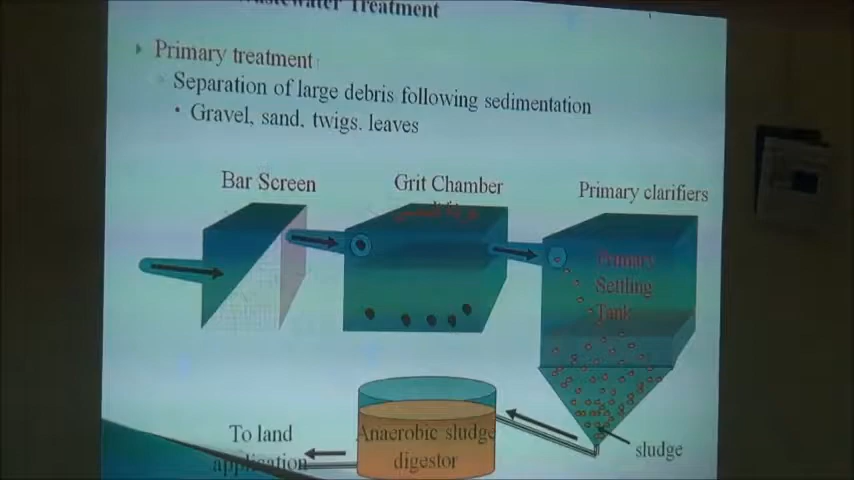 Wastewater Treatment
Primary treatment
Separation of large debris following sedimentation
Gravel, sand, twigs. leaves
Bar Screen
Grit Chamber
Primary clarifiers
Primary
Settling
Tank
To land
application
Anaerobic sludge
digestor
sludge